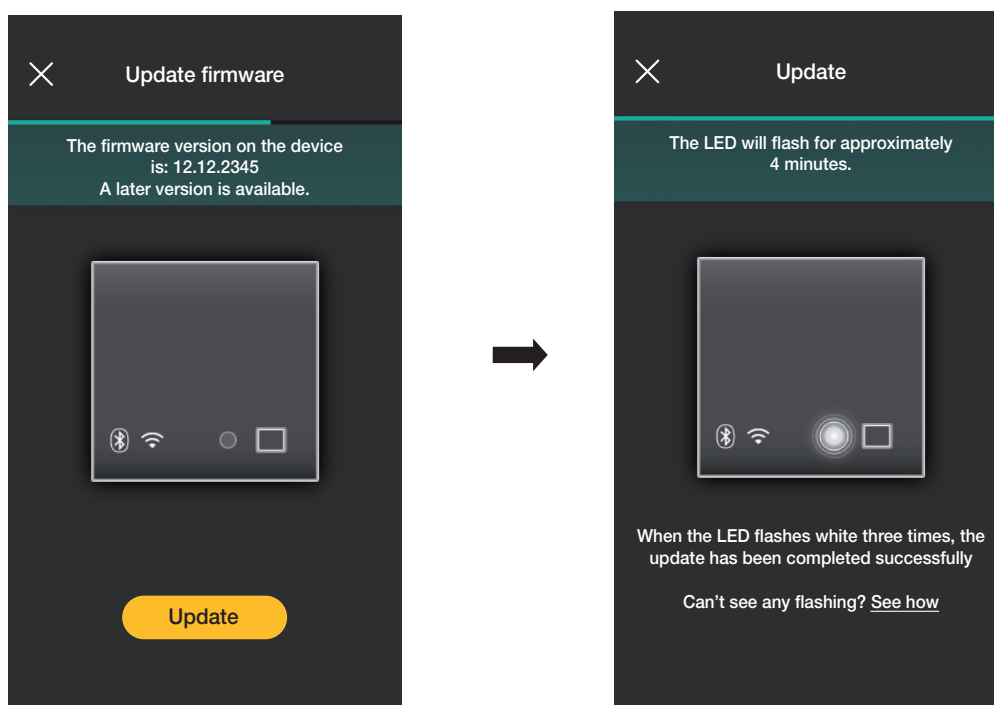 Update firmware
The firmware version on the device
is: 12.12.2345
A later version is available.
Update
Update
The LED will flash for approximately
4 minutes.
When the LED flashes white three times, the
update has been completed successfully
Can't see any flashing? See how